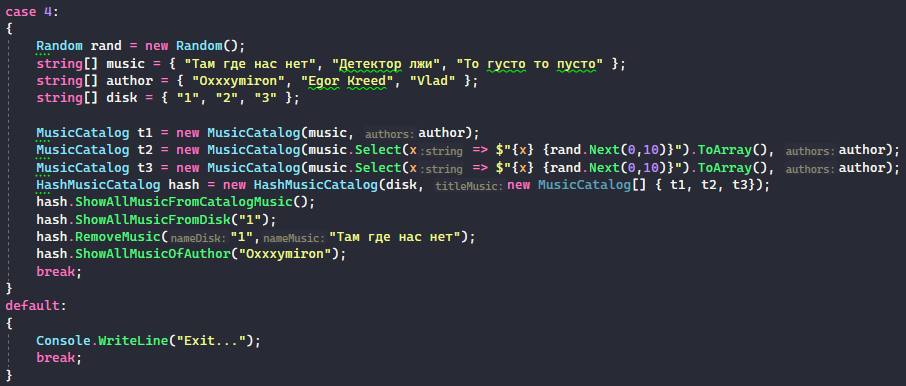 case 4:
{
    Random rand = new Random();
    string[] music = { "Там где нас нет", "Детектор лжи", "То густо то пусто" };
    string[] author = { "Oxxxymiron", "Egor Kreed", "Vlad" };
    string[] disk = { "1", "2", "3" };

    MusicCatalog t1 = new MusicCatalog(music, authors: author);
    MusicCatalog t2 = new MusicCatalog(music.Select(x :string => $"{x} {rand.Next(0,10)}").ToArray(), authors: author);
    MusicCatalog t3 = new MusicCatalog(music.Select(x :string => $"{x} {rand.Next(0,10)}").ToArray(), authors: author);
    HashMusicCatalog hash = new HashMusicCatalog(disk, titleMusic: new MusicCatalog[] { t1, t2, t3});
    hash.ShowAllMusicFromCatalogMusic();
    hash.ShowAllMusicFromDisk("1");
    hash.RemoveMusic( nameDisk: "1", nameMusic: "Там где нас нет");
    hash.ShowAllMusicOfAuthor("Oxxxymiron");
    break;
}
default:
{
    Console.WriteLine("Exit...");
    break;
}